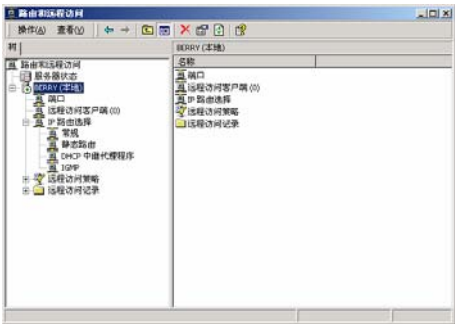 路由和远程访问
操作(A) 查看(V)
树
BERRY (本地)
路由和远程访问
服务器状态
BERRY (本地)
端口
远程访问客户端 (0)
IP 路由选择
常规
静态路由
DHCP 中继代理程序
IGMP
远程访问策略
远程访问记录
名称
端口
远程访问客户端 (0)
IP 路由选择
远程访问策略
远程访问记录